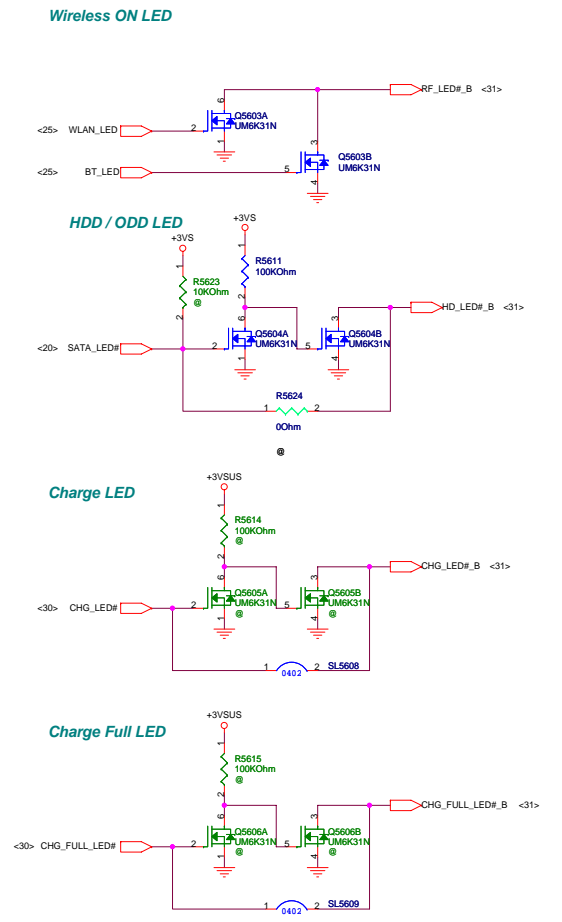 Wireless ON LED
6
Q5603A
UM6K31N
2
1
RF_LED#_B <31>
<25> WLAN_LED
3
Q5603B
UM6K31N
5
4
<25> BT_LED
HDD / ODD LED
+3VS
+3VS
1
R5623
10KOhm
@
2
1
R5611
100KOhm
2
6
Q5604A
UM6K31N
2
1
3
Q5604B
UM6K31N
5
4
HD_LED#_B <31>
<20> SATA_LED#
R5624
1 2
0Ohm
@
Charge LED
+3VSUS
1
R5614
100KOhm
@
2
6
Q5605A
UM6K31N
@
2
1
3
Q5605B
UM6K31N
@
5
4
CHG_LED#_B <31>
<30> CHG_LED#
1 2 SL5608
0402
Charge Full LED
+3VSUS
1
R5615
100KOhm
@
2
6
Q5606A
UM6K31N
@
2
1
3
Q5606B
UM6K31N
@
5
4
CHG_FULL_LED#_B <31>
<30> CHG_FULL_LED#
1 2 SL5609
0402